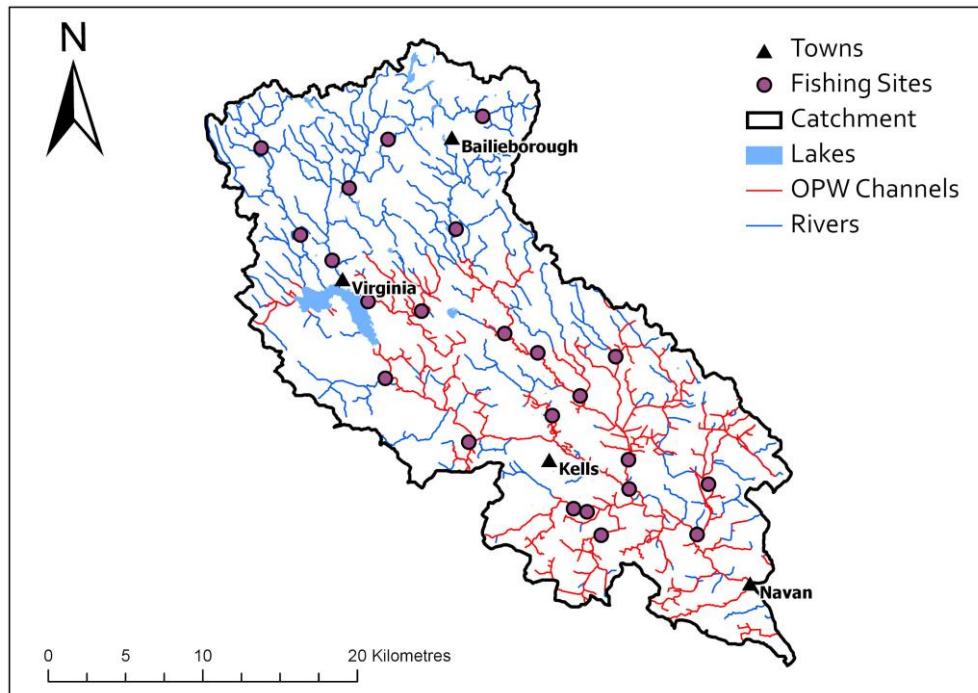 N
Towns
Fishing Sites
Catchment
Lakes
OPW Channels
Rivers
Bailieborough
Virginia
Kells
Navan
0 5 10 20 Kilometres